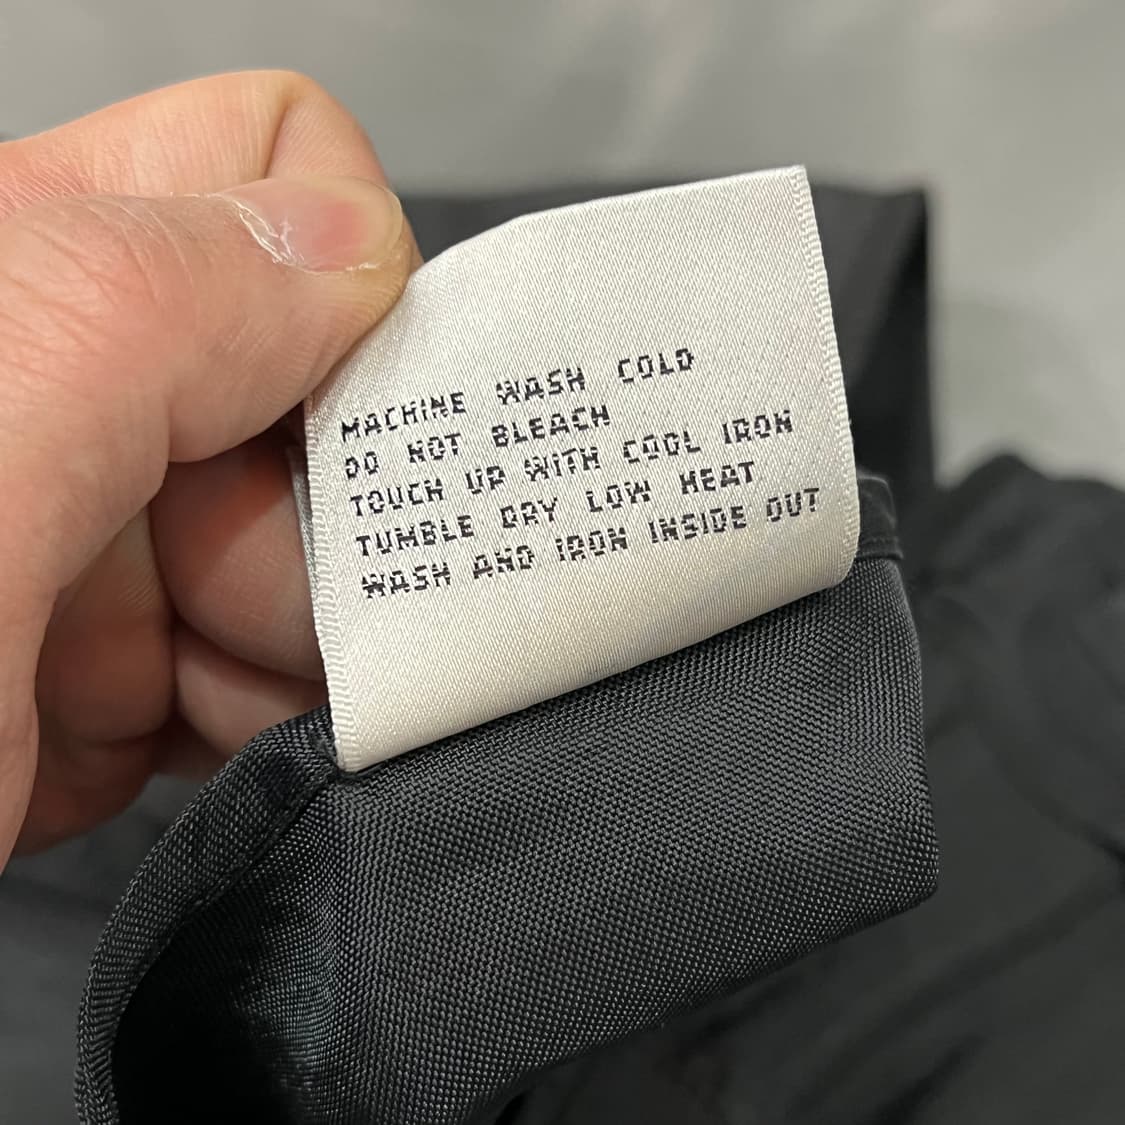 MACHINE WASH COLD
DO NOT BLEACH
TOUCH UP WITH COOL IRON
TUMBLE DRY LOW HEAT
WASH AND IRON INSIDE OUT